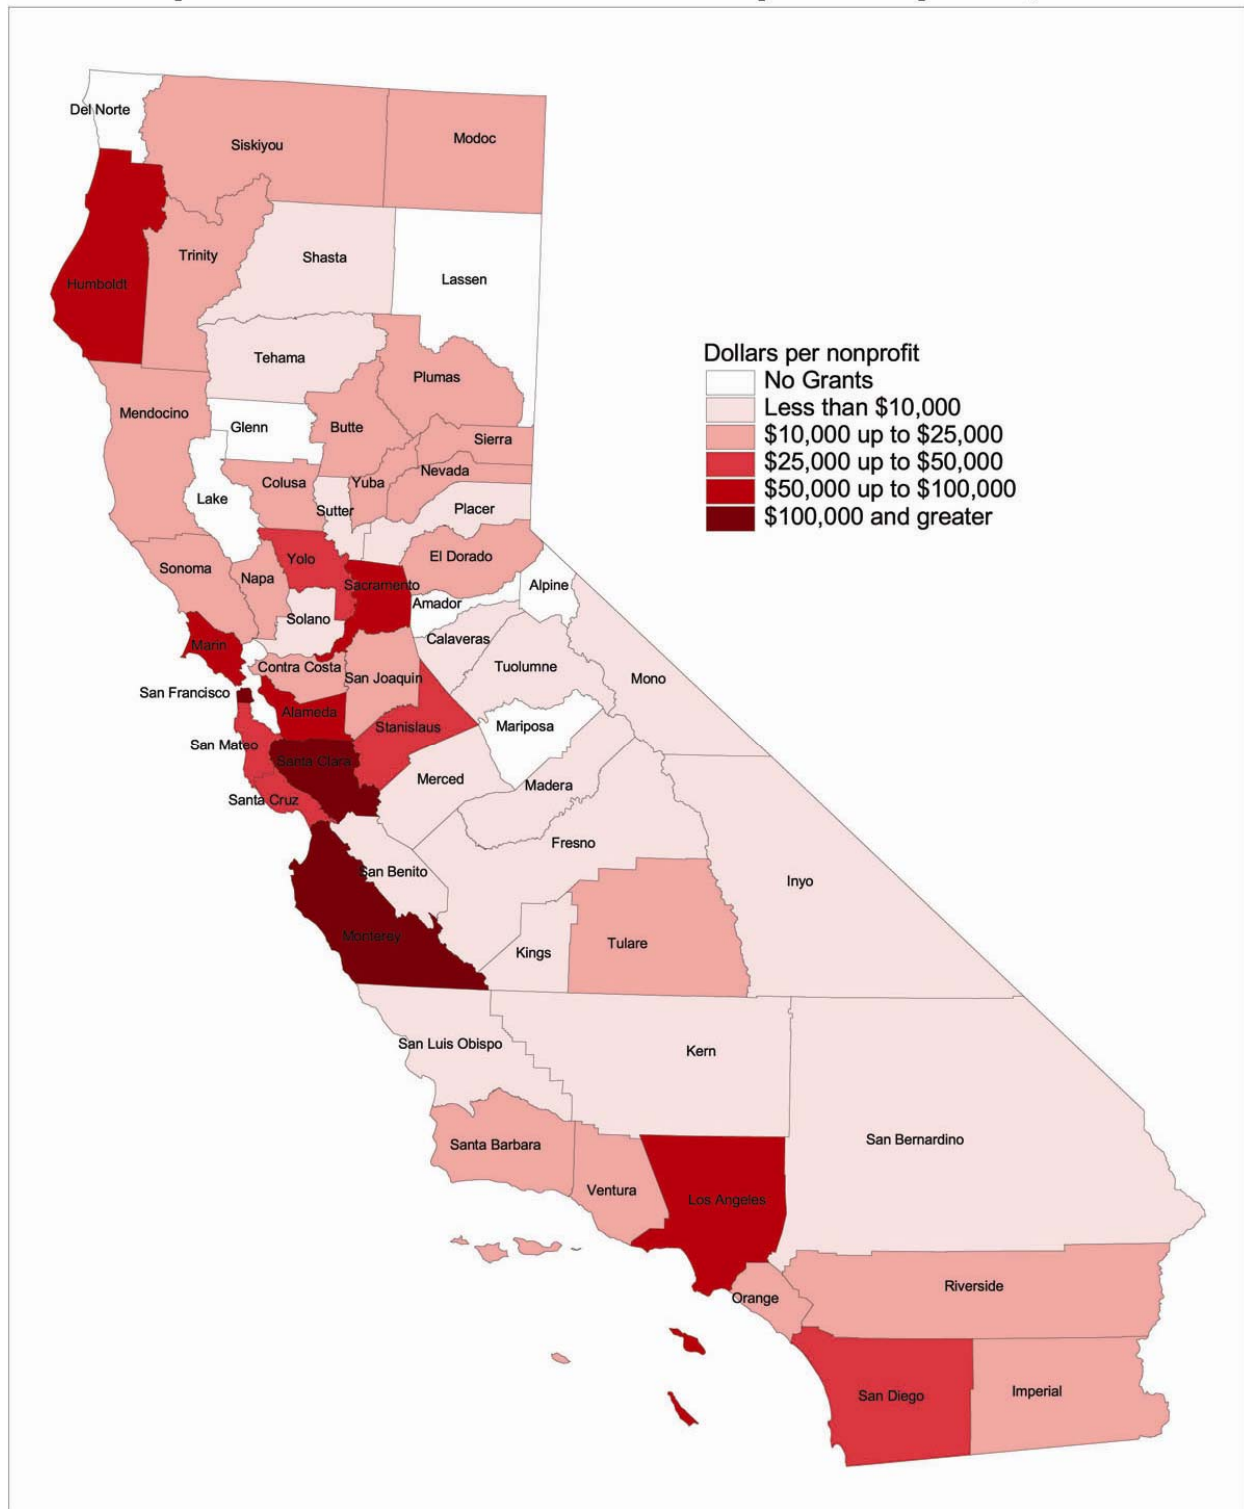 Del Norte
Siskiyou
Modoc
Humboldt
Trinity
Shasta
Lassen
Tehama
Plumas
Mendocino
Glenn
Butte
Sierra
Nevada
Colusa
Yuba
Lake
Sutter
Placer
Dollars per nonprofit
No Grants
Less than $10,000
$10,000 up to $25,000
$25,000 up to $50,000
$50,000 up to $100,000
$100,000 and greater
Sonoma
Napa
Yolo
El Dorado
Sacramento
Alpine
Amador
Solano
Marin
Calaveras
Contra Costa
San Joaquin
Tuolumne
Mono
San Francisco
Alameda
Stanislaus
Mariposa
San Mateo
Santa Clara
Merced
Madera
Santa Cruz
Fresno
San Benito
Inyo
Monterey
Kings
Tulare
San Luis Obispo
Kern
Santa Barbara
San Bernardino
Ventura
Los Angeles
Orange
Riverside
San Diego
Imperial